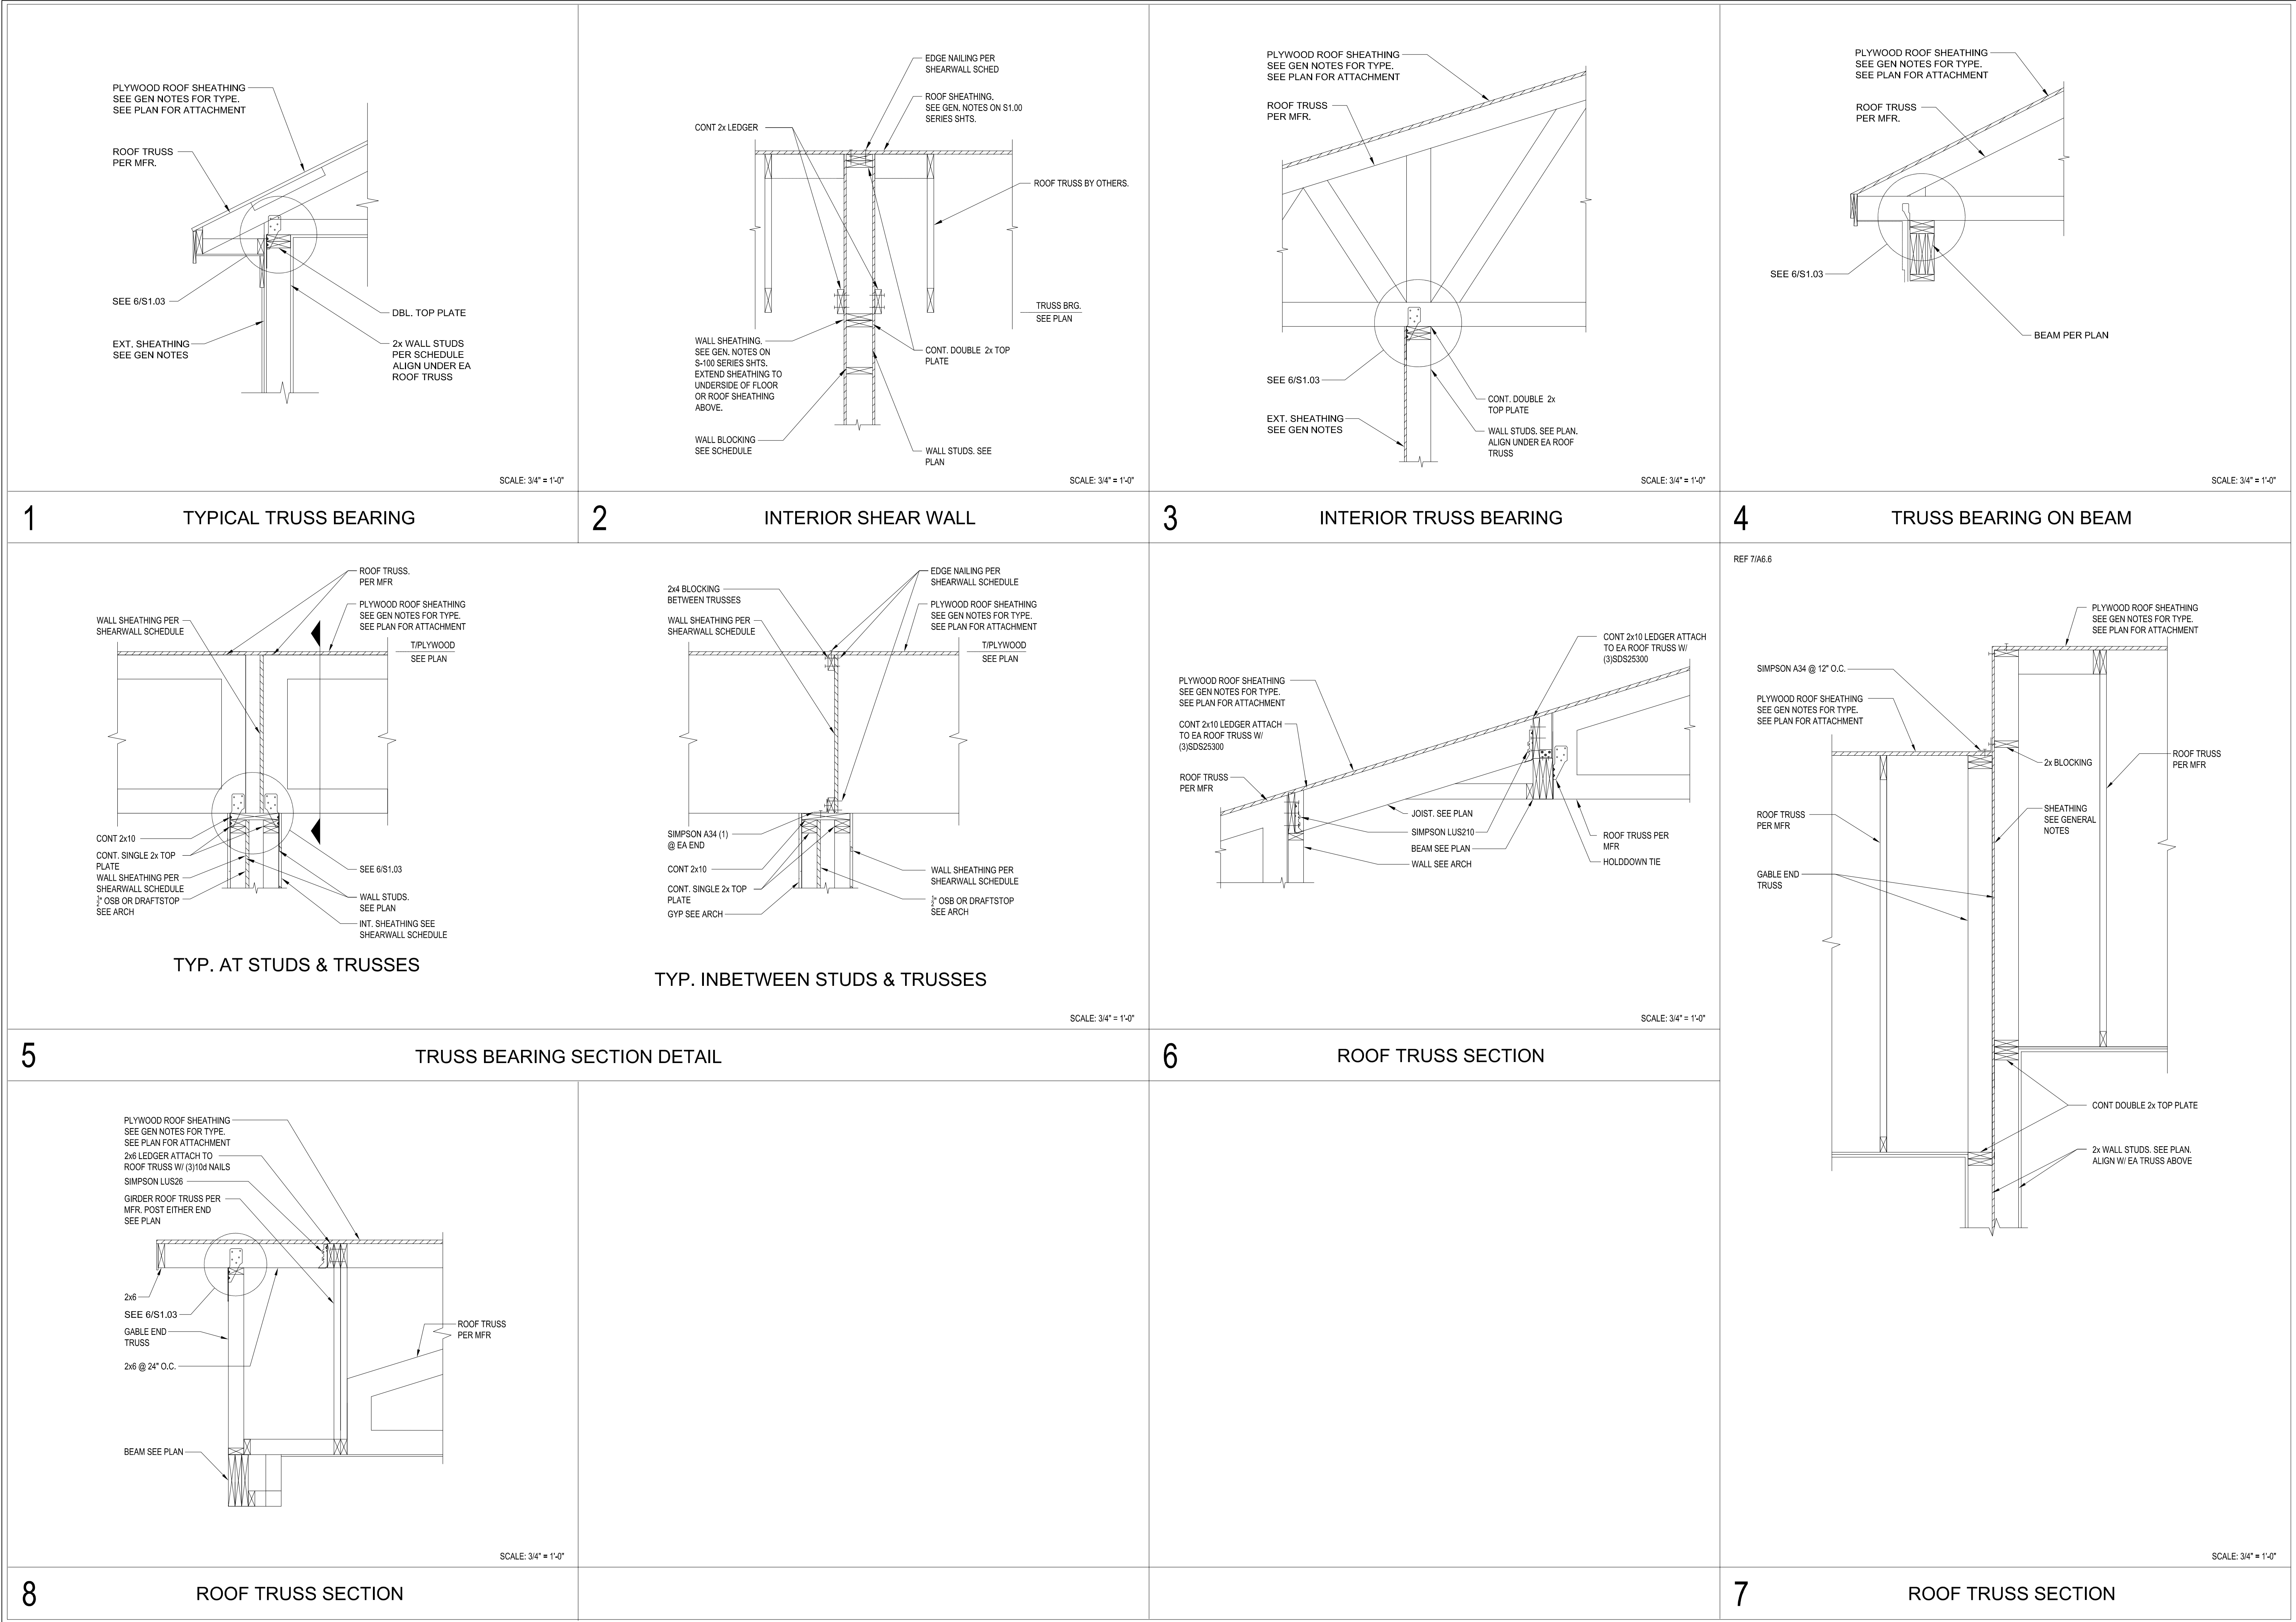 PLYWOOD ROOF SHEATHING
SEE GEN NOTES FOR TYPE.
SEE PLAN FOR ATTACHMENT
ROOF TRUSS
PER MFR.
SEE 6/S1.03
EXT. SHEATHING
SEE GEN NOTES
DBL. TOP PLATE
2x WALL STUDS
PER SCHEDULE
ALIGN UNDER EA
ROOF TRUSS
SCALE: 3/4" = 1'-0"
1
TYPICAL TRUSS BEARING
EDGE NAILING PER
SHEARWALL SCHED
ROOF SHEATHING.
SEE GEN. NOTES ON S1.00
SERIES SHTS.
CONT 2x LEDGER
ROOF TRUSS BY OTHERS.
TRUSS BRG.
SEE PLAN
WALL SHEATHING.
SEE GEN. NOTES ON
S-100 SERIES SHTS.
EXTEND SHEATHING TO
UNDERSIDE OF FLOOR
OR ROOF SHEATHING
ABOVE.
CONT. DOUBLE 2x TOP
PLATE
WALL BLOCKING
SEE SCHEDULE
WALL STUDS. SEE
PLAN
SCALE: 3/4" = 1'-0"
2
INTERIOR SHEAR WALL
PLYWOOD ROOF SHEATHING
SEE GEN NOTES FOR TYPE.
SEE PLAN FOR ATTACHMENT
ROOF TRUSS
PER MFR.
SEE 6/S1.03
EXT. SHEATHING
SEE GEN NOTES
CONT. DOUBLE 2x
TOP PLATE
WALL STUDS. SEE PLAN.
ALIGN UNDER EA ROOF
TRUSS
SCALE: 3/4" = 1'-0"
3
INTERIOR TRUSS BEARING
PLYWOOD ROOF SHEATHING
SEE GEN NOTES FOR TYPE.
SEE PLAN FOR ATTACHMENT
ROOF TRUSS
PER MFR.
SEE 6/S1.03
BEAM PER PLAN
SCALE: 3/4" = 1'-0"
4
TRUSS BEARING ON BEAM
ROOF TRUSS.
PER MFR
PLYWOOD ROOF SHEATHING
SEE GEN NOTES FOR TYPE.
SEE PLAN FOR ATTACHMENT
WALL SHEATHING PER
SHEARWALL SCHEDULE
T/PLYWOOD
SEE PLAN
CONT 2x10
CONT. SINGLE 2x TOP
PLATE
WALL SHEATHING PER
SHEARWALL SCHEDULE
½" OSB OR DRAFTSTOP
SEE ARCH
SEE 6/S1.03
WALL STUDS.
SEE PLAN
INT. SHEATHING SEE
SHEARWALL SCHEDULE
TYP. AT STUDS & TRUSSES
EDGE NAILING PER
SHEARWALL SCHEDULE
2x4 BLOCKING
BETWEEN TRUSSES
PLYWOOD ROOF SHEATHING
SEE GEN NOTES FOR TYPE.
SEE PLAN FOR ATTACHMENT
WALL SHEATHING PER
SHEARWALL SCHEDULE
T/PLYWOOD
SEE PLAN
SIMPSON A34 (1)
@ EA END
CONT 2x10
CONT. SINGLE 2x TOP
PLATE
GYP SEE ARCH
WALL SHEATHING PER
SHEARWALL SCHEDULE
½" OSB OR DRAFTSTOP
SEE ARCH
TYP. INBETWEEN STUDS & TRUSSES
SCALE: 3/4" = 1'-0"
5
TRUSS BEARING SECTION DETAIL
CONT 2x10 LEDGER ATTACH
TO EA ROOF TRUSS W/
(3)SDS25300
PLYWOOD ROOF SHEATHING
SEE GEN NOTES FOR TYPE.
SEE PLAN FOR ATTACHMENT
CONT 2x10 LEDGER ATTACH
TO EA ROOF TRUSS W/
(3)SDS25300
ROOF TRUSS
PER MFR
JOIST. SEE PLAN
SIMPSON LUS210
BEAM SEE PLAN
WALL SEE ARCH
ROOF TRUSS PER
MFR
HOLDDOWN TIE
SCALE: 3/4" = 1'-0"
6
ROOF TRUSS SECTION
REF 7/A6.6
PLYWOOD ROOF SHEATHING
SEE GEN NOTES FOR TYPE.
SEE PLAN FOR ATTACHMENT
SIMPSON A34 @ 12" O.C.
PLYWOOD ROOF SHEATHING
SEE GEN NOTES FOR TYPE.
SEE PLAN FOR ATTACHMENT
ROOF TRUSS
PER MFR
2x BLOCKING
SHEATHING
SEE GENERAL
NOTES
ROOF TRUSS
PER MFR
GABLE END
TRUSS
CONT DOUBLE 2x TOP PLATE
2x WALL STUDS. SEE PLAN.
ALIGN W/ EA TRUSS ABOVE
SCALE: 3/4" = 1'-0"
7
ROOF TRUSS SECTION
PLYWOOD ROOF SHEATHING
SEE GEN NOTES FOR TYPE.
SEE PLAN FOR ATTACHMENT
2x6 LEDGER ATTACH TO
ROOF TRUSS W/ (3)10d NAILS
SIMPSON LUS26
GIRDER ROOF TRUSS PER
MFR. POST EITHER END
SEE PLAN
2x6
SEE 6/S1.03
GABLE END
TRUSS
2x6 @ 24" O.C.
ROOF TRUSS
PER MFR
BEAM SEE PLAN
SCALE: 3/4" = 1'-0"
8
ROOF TRUSS SECTION